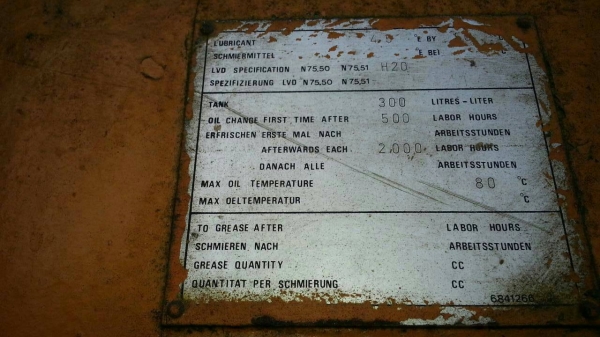 LUBRICANT °E BY
SCHMIERMITTEL °E BEI
LVD SPECIFICATION N75,50 N75,51 H20
SPEZIFIZIERUNG LVD N75,50 N75,51
TANK 300 LITRES-LITER
OIL CHANGE FIRST TIME AFTER 500 LABOR HOURS
ERFRISCHEN ERSTE MAL NACH ARBEITSSTUNDEN
AFTERWARDS EACH 2.000 LABOR HOURS
DANACH ALLE ARBEITSSTUNDEN
MAX OIL TEMPERATURE 80 °C
MAX OELTEMPERATUR °C
TO GREASE AFTER LABOR HOURS
SCHMIEREN NACH ARBEITSSTUNDEN
GREASE QUANTITY CC
QUANTITAT PER SCHMIERUNG CC